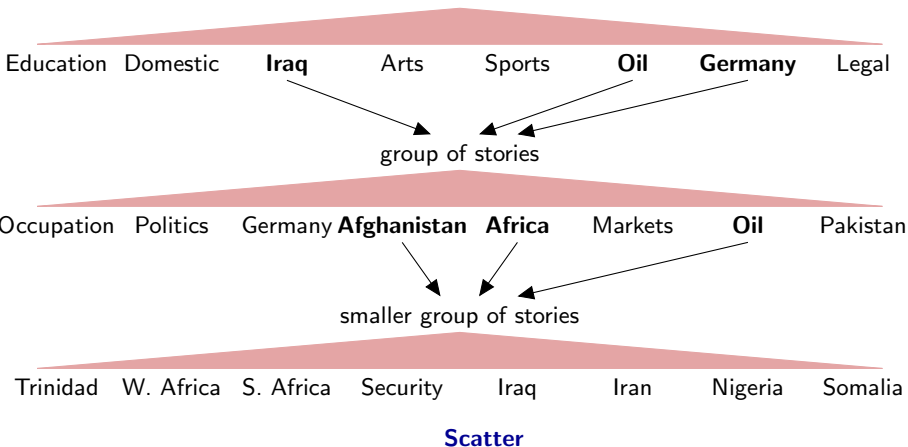 Education Domestic Iraq Arts Sports Oil Germany Legal
group of stories
Occupation Politics Germany Afghanistan Africa Markets Oil Pakistan
smaller group of stories
Trinidad W. Africa S. Africa Security Iraq Iran Nigeria Somalia
Scatter